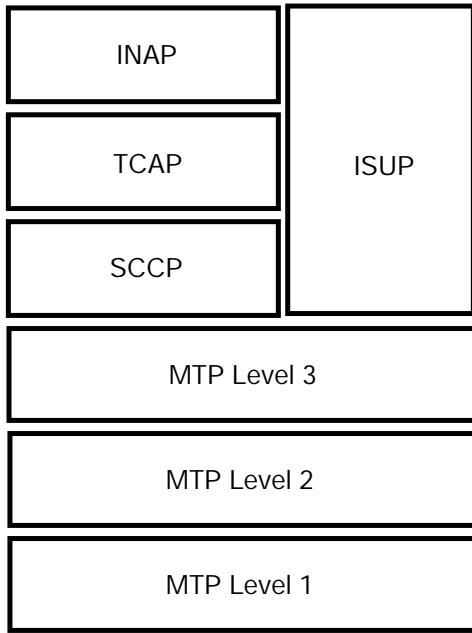 INAP
TCAP
ISUP
SCCP
MTP Level 3
MTP Level 2
MTP Level 1